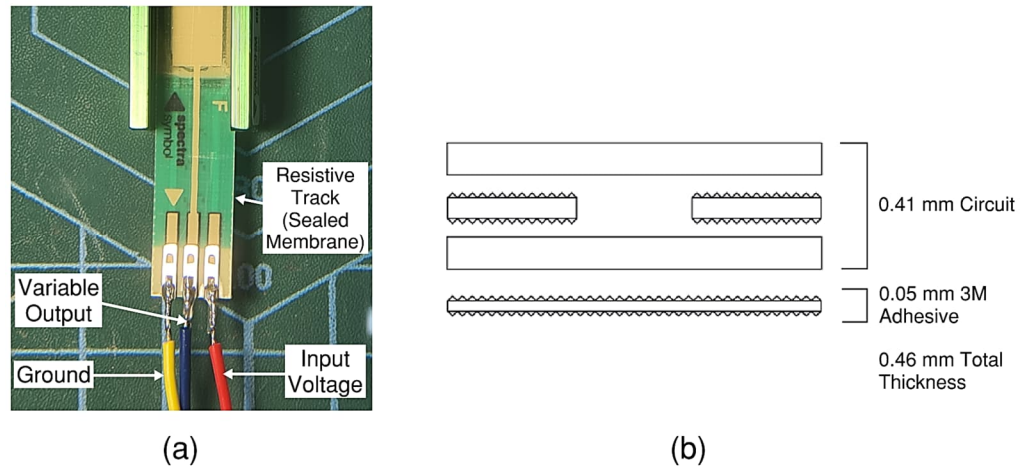 F
spectra
symbol
Resistive
Track
(Sealed
Membrane)
Variable
Output
Ground
Input
Voltage
(a)
0.41 mm Circuit
0.05 mm 3M
Adhesive
0.46 mm Total
Thickness
(b)